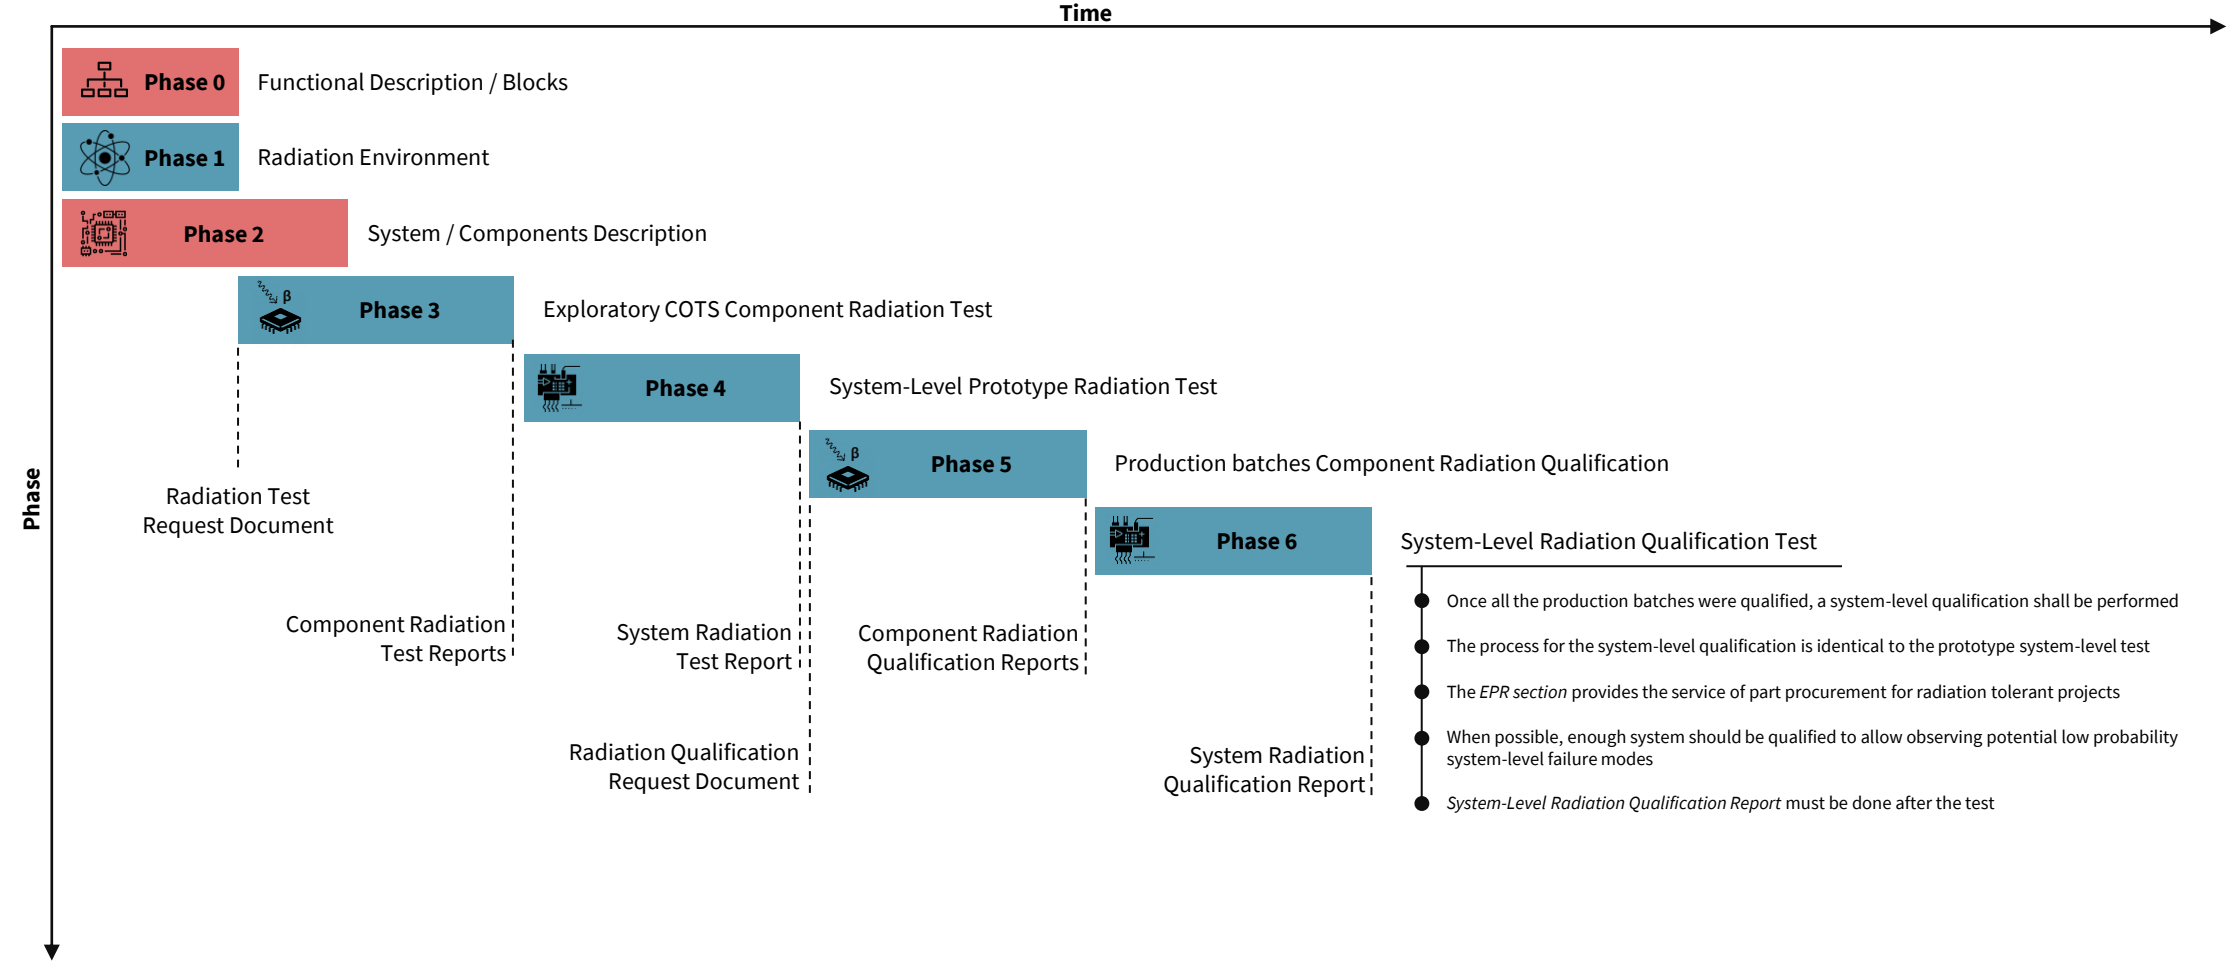 Time
Phase
Phase 0
Functional Description / Blocks
Phase 1
Radiation Environment
Phase 2
System / Components Description
β
Phase 3
Exploratory COTS Component Radiation Test
Phase 4
System-Level Prototype Radiation Test
β
Phase 5
Production batches Component Radiation Qualification
Phase 6
System-Level Radiation Qualification Test
Radiation Test
Request Document
Component Radiation
Test Reports
System Radiation
Test Report
Radiation Qualification
Request Document
Component Radiation
Qualification Reports
System Radiation
Qualification Report
Once all the production batches were qualified, a system-level qualification shall be performed
The process for the system-level qualification is identical to the prototype system-level test
The EPR section provides the service of part procurement for radiation tolerant projects
When possible, enough system should be qualified to allow observing potential low probability
system-level failure modes
System-Level Radiation Qualification Report must be done after the test